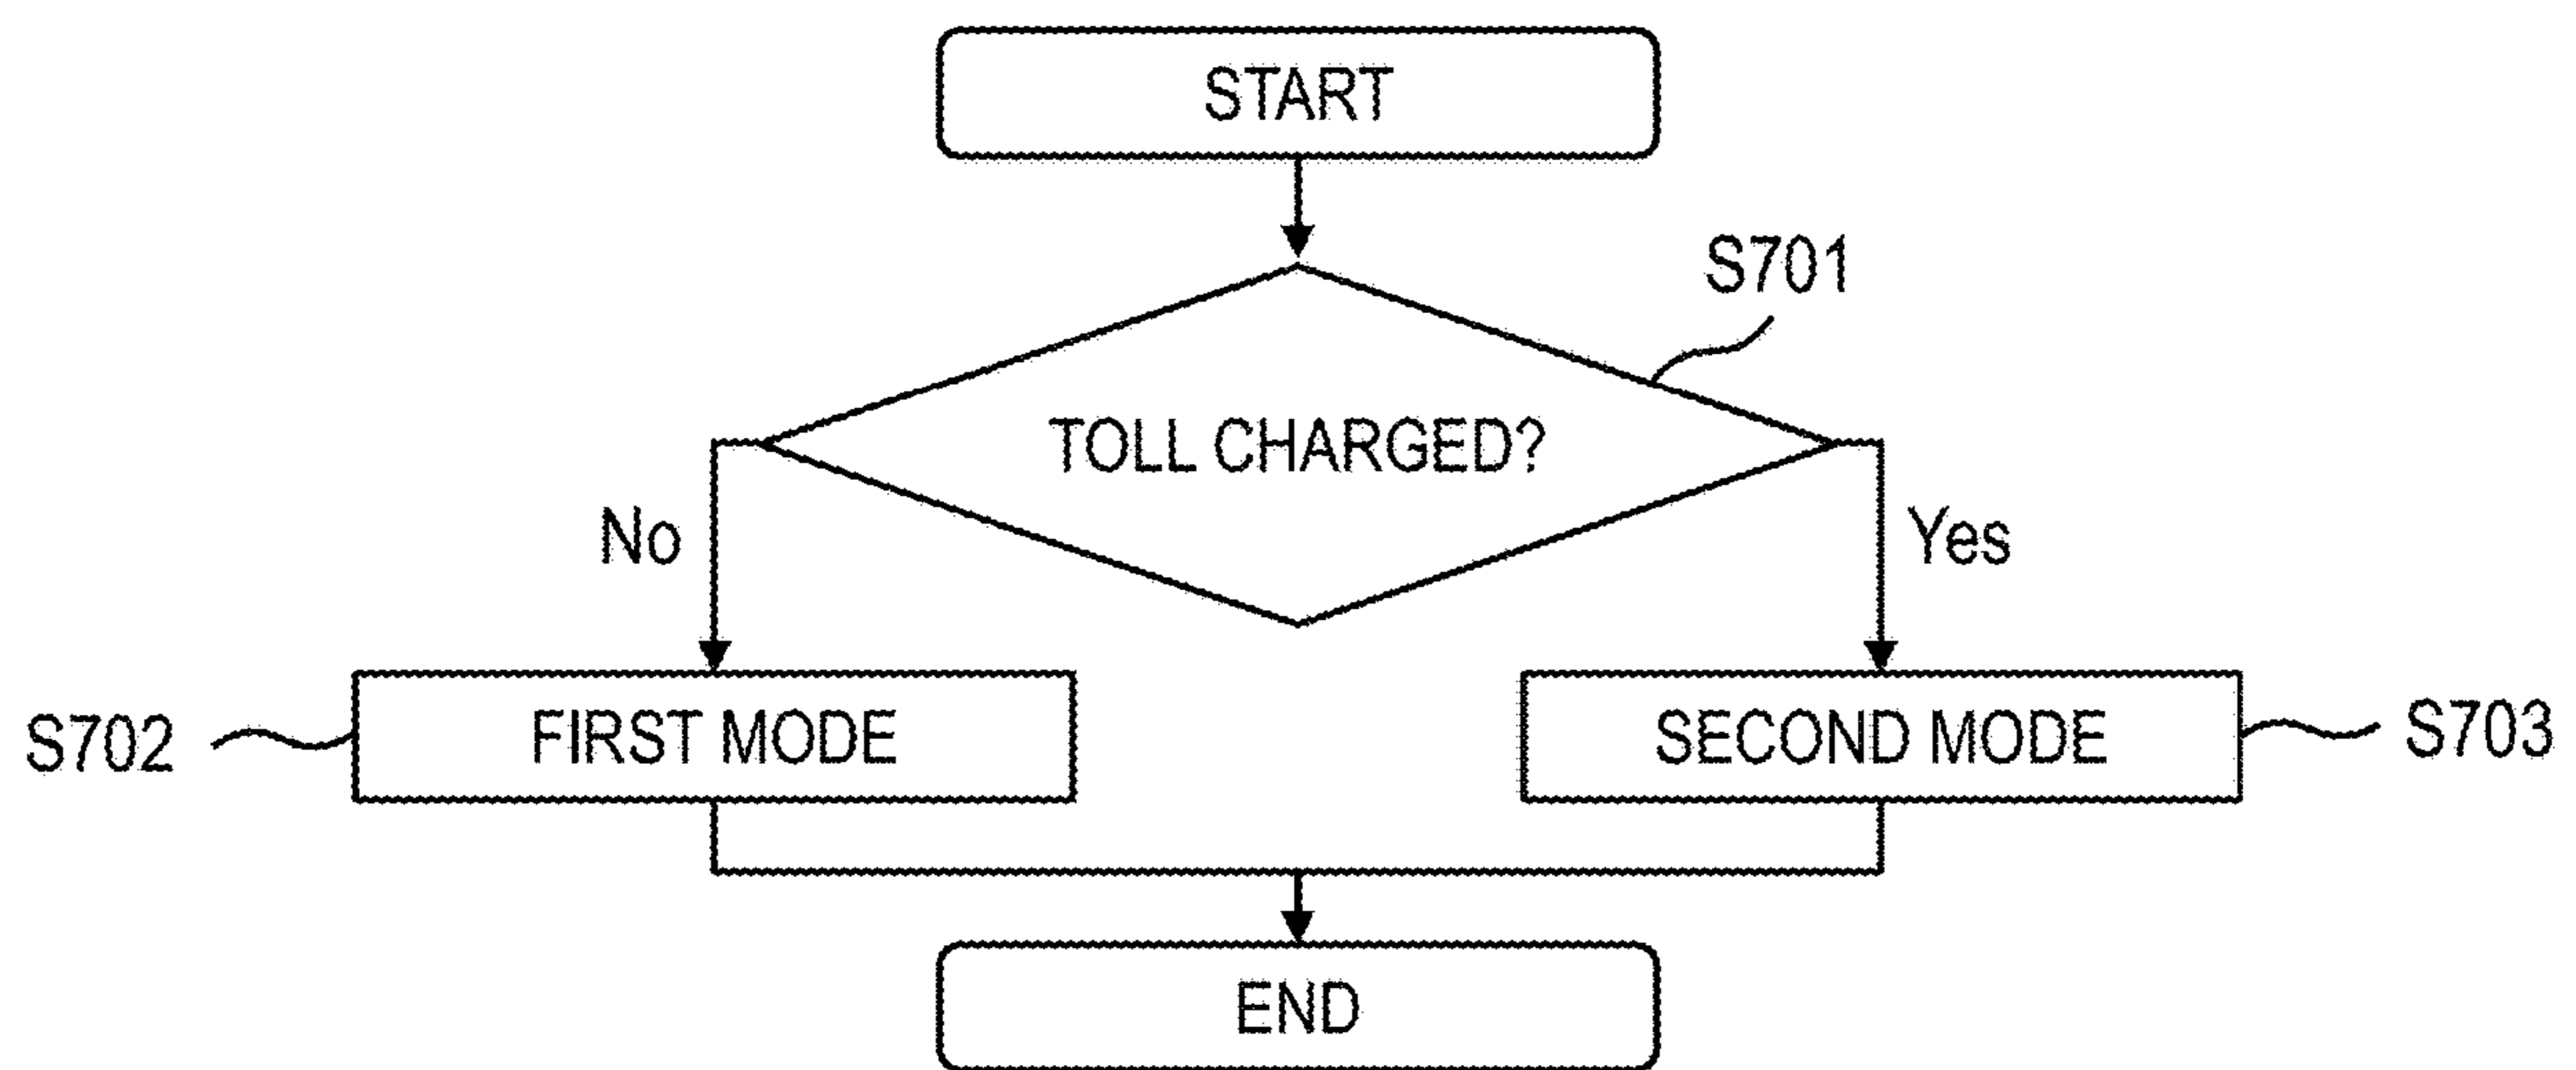 START
S701
TOLL CHARGED?
No
Yes
S702
FIRST MODE
SECOND MODE
S703
END